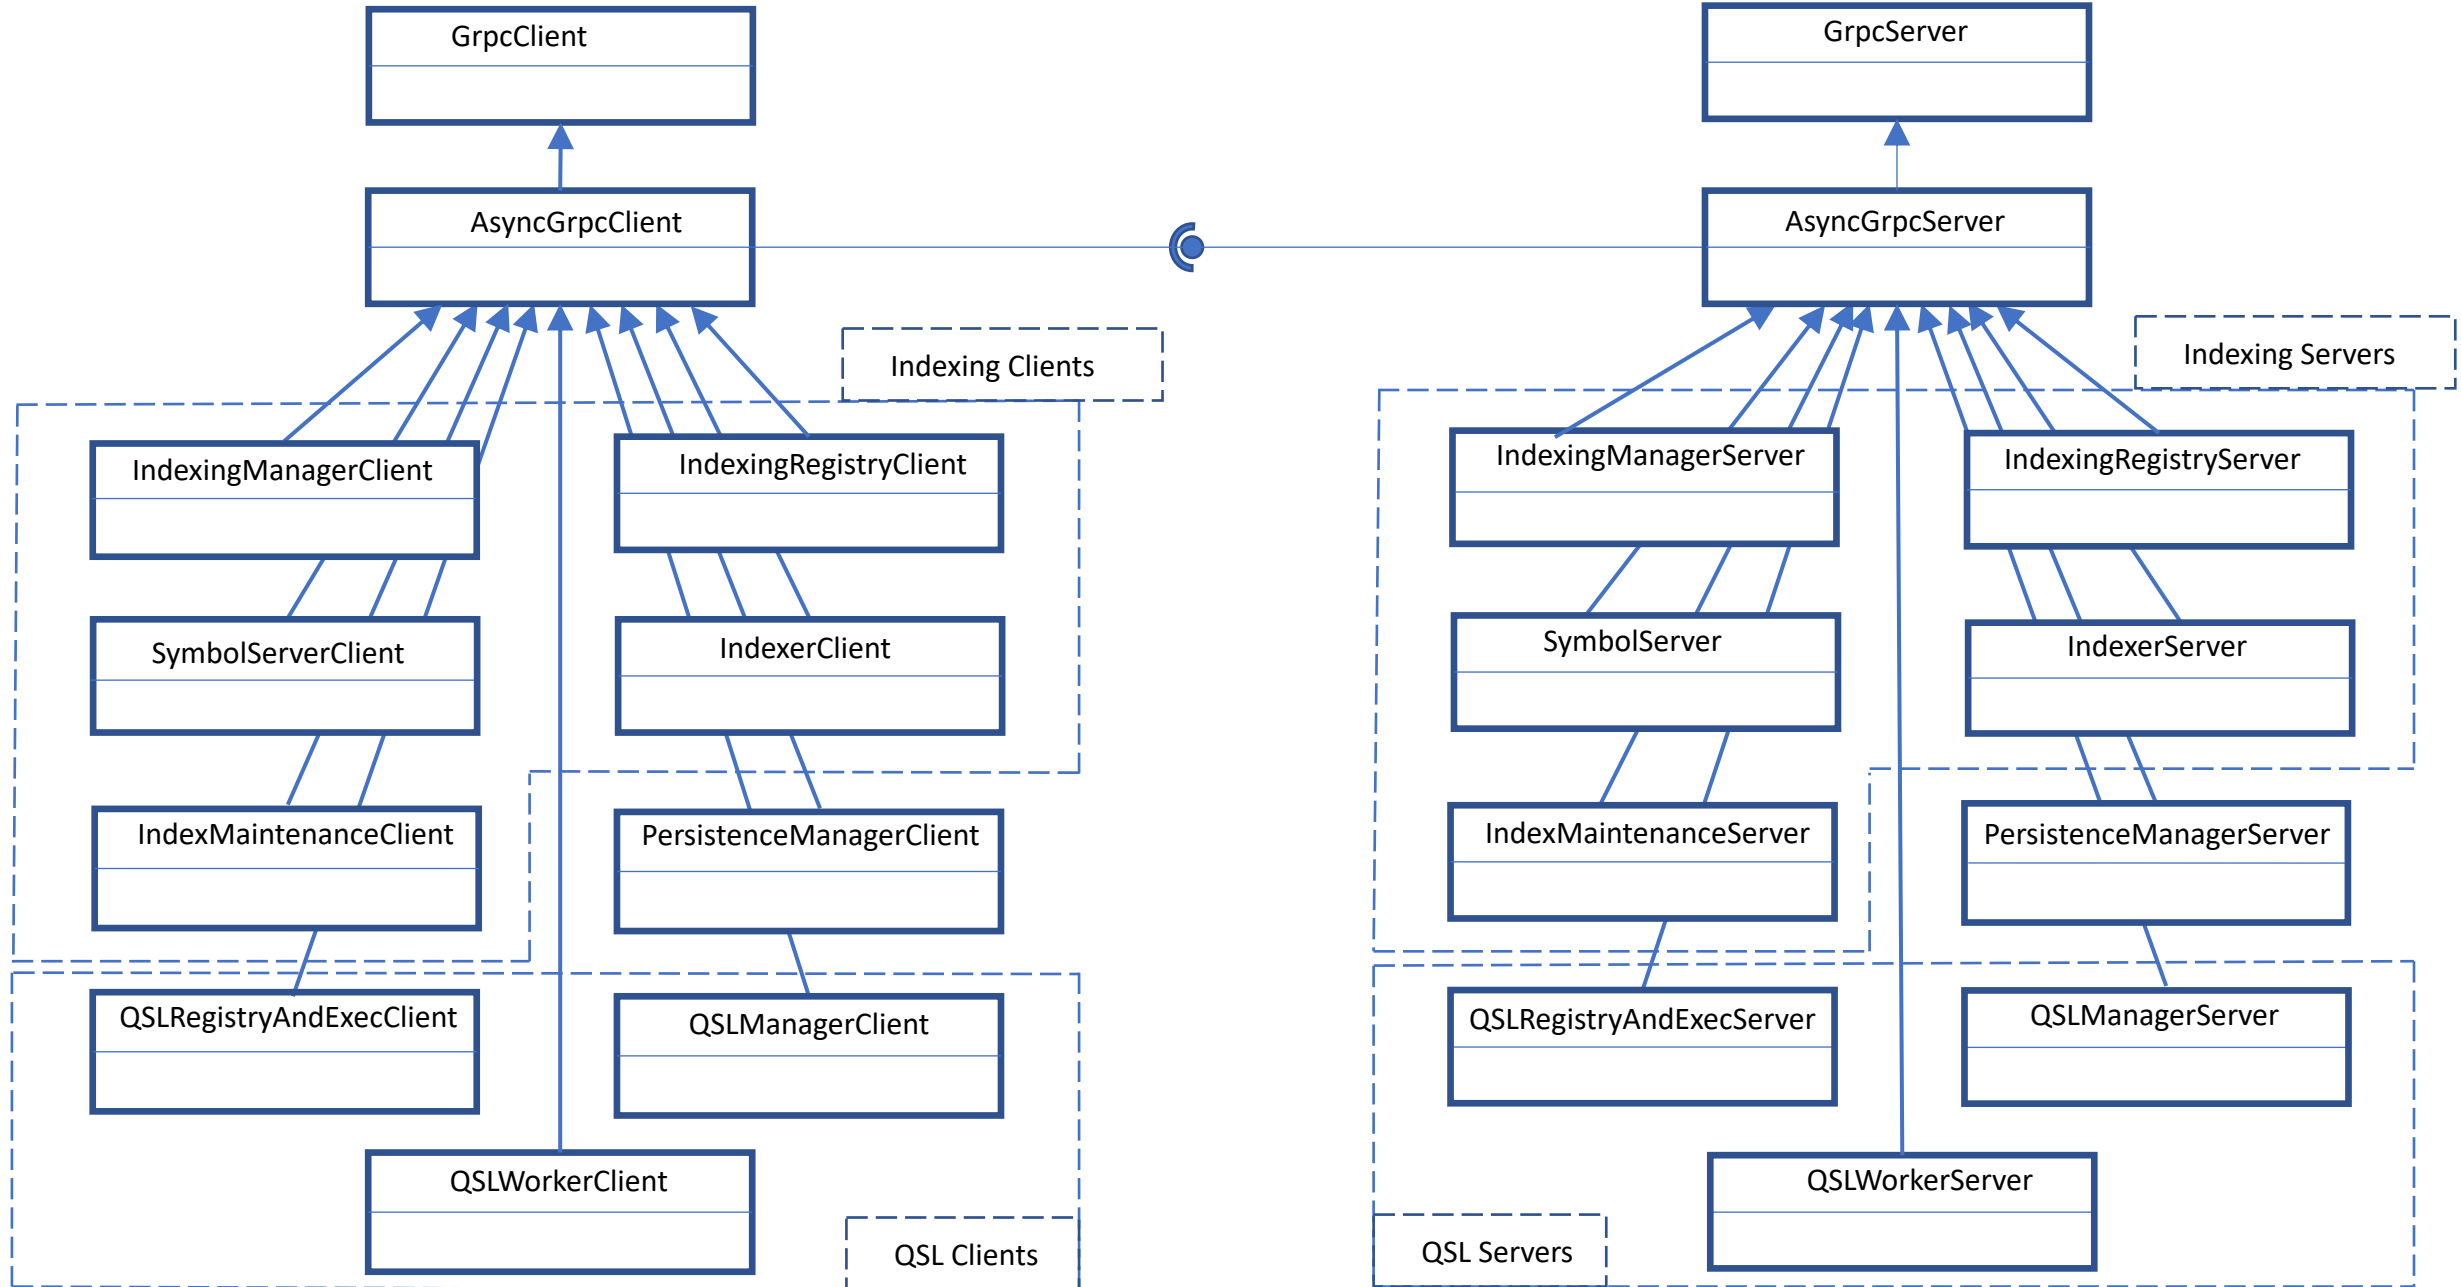 GrpcClient
GrpcServer
AsyncGrpcClient
AsyncGrpcServer
Indexing Clients
Indexing Servers
IndexingManagerClient
IndexingRegistryClient
IndexingManagerServer
IndexingRegistryServer
SymbolServerClient
IndexerClient
SymbolServer
IndexerServer
IndexMaintenanceClient
PersistenceManagerClient
IndexMaintenanceServer
PersistenceManagerServer
QSLRegistryAndExecClient
QSLManagerClient
QSLRegistryAndExecServer
QSLManagerServer
QSLWorkerClient
QSLWorkerServer
QSL Clients
QSL Servers